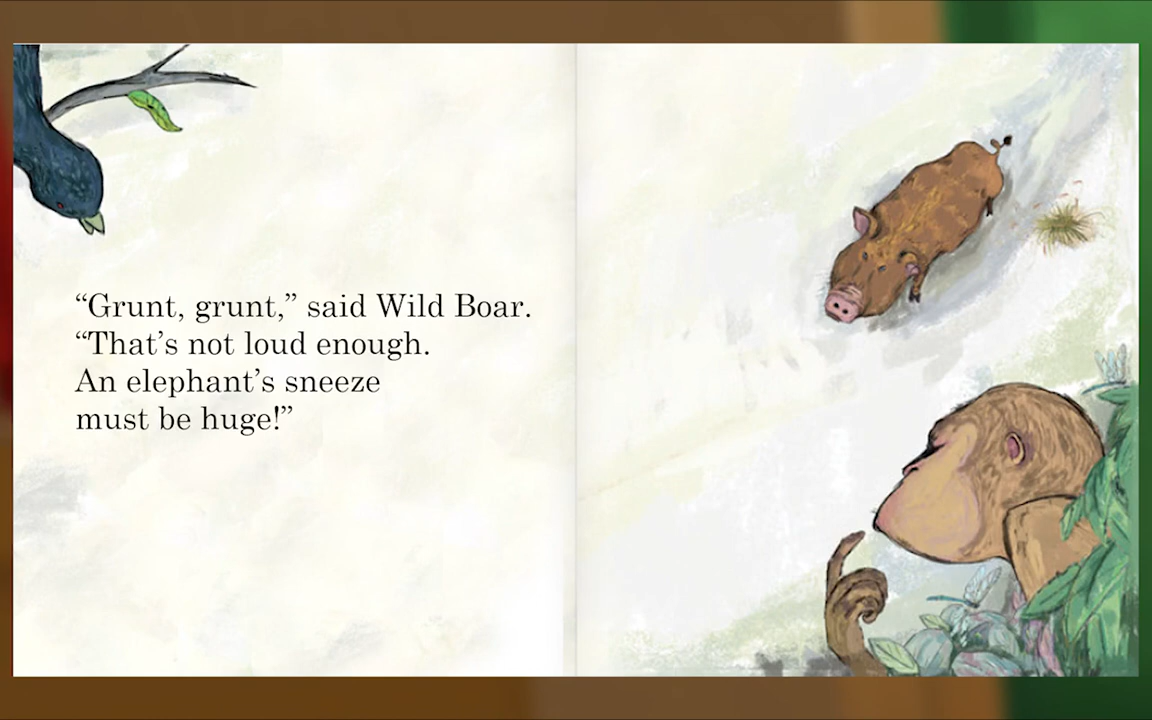 “Grunt, grunt,” said Wild Boar.
“That’s not loud enough.
An elephant’s sneeze
must be huge!”